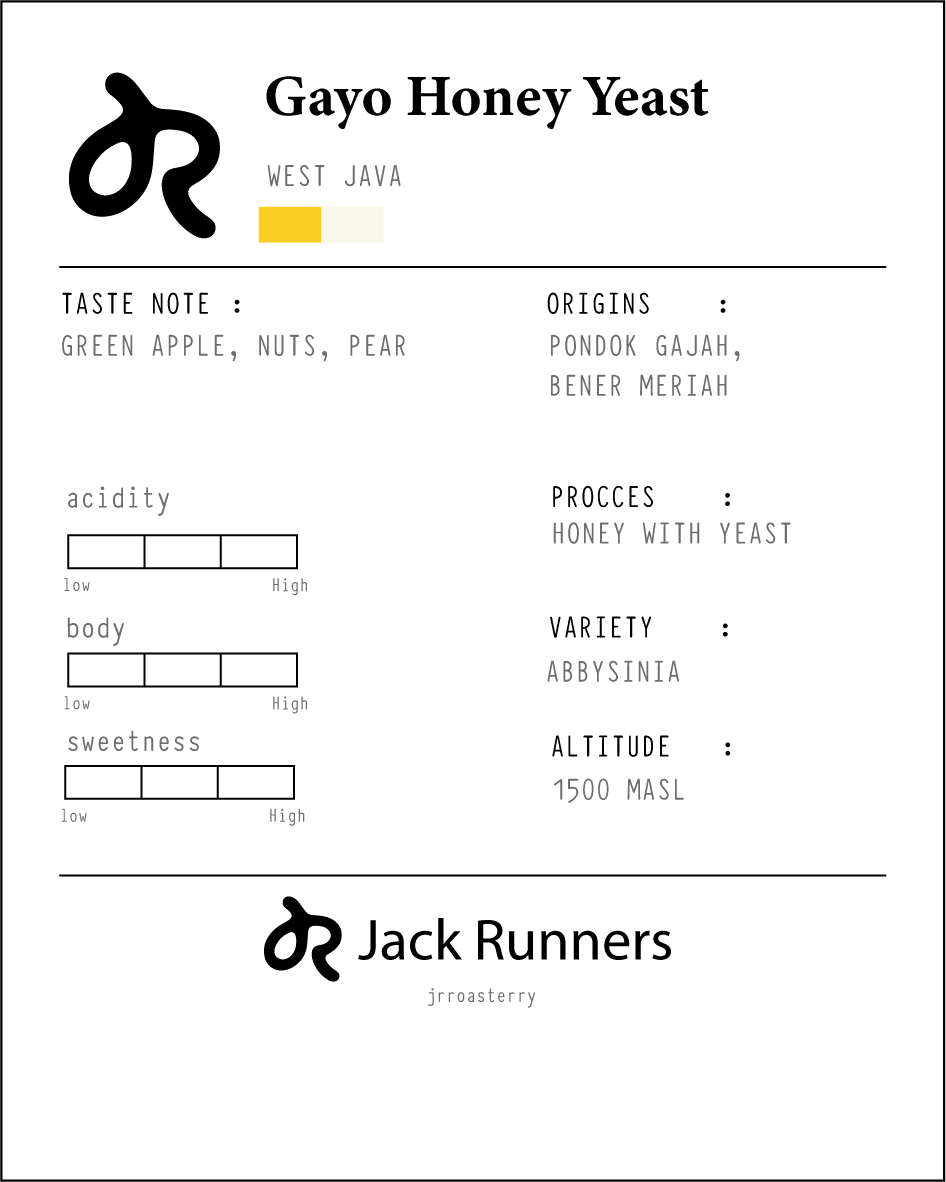 Gayo Honey Yeast
WEST JAVA
TASTE NOTE :
GREEN APPLE, NUTS, PEAR
ORIGINS :
PONDOK GAJAH,
BENER MERIAH
acidity
low High
body
low High
sweetness
low High
PROCCES :
HONEY WITH YEAST
VARIETY :
ABBYSINIA
ALTITUDE :
1500 MASL
Jack Runners
jrroasterry